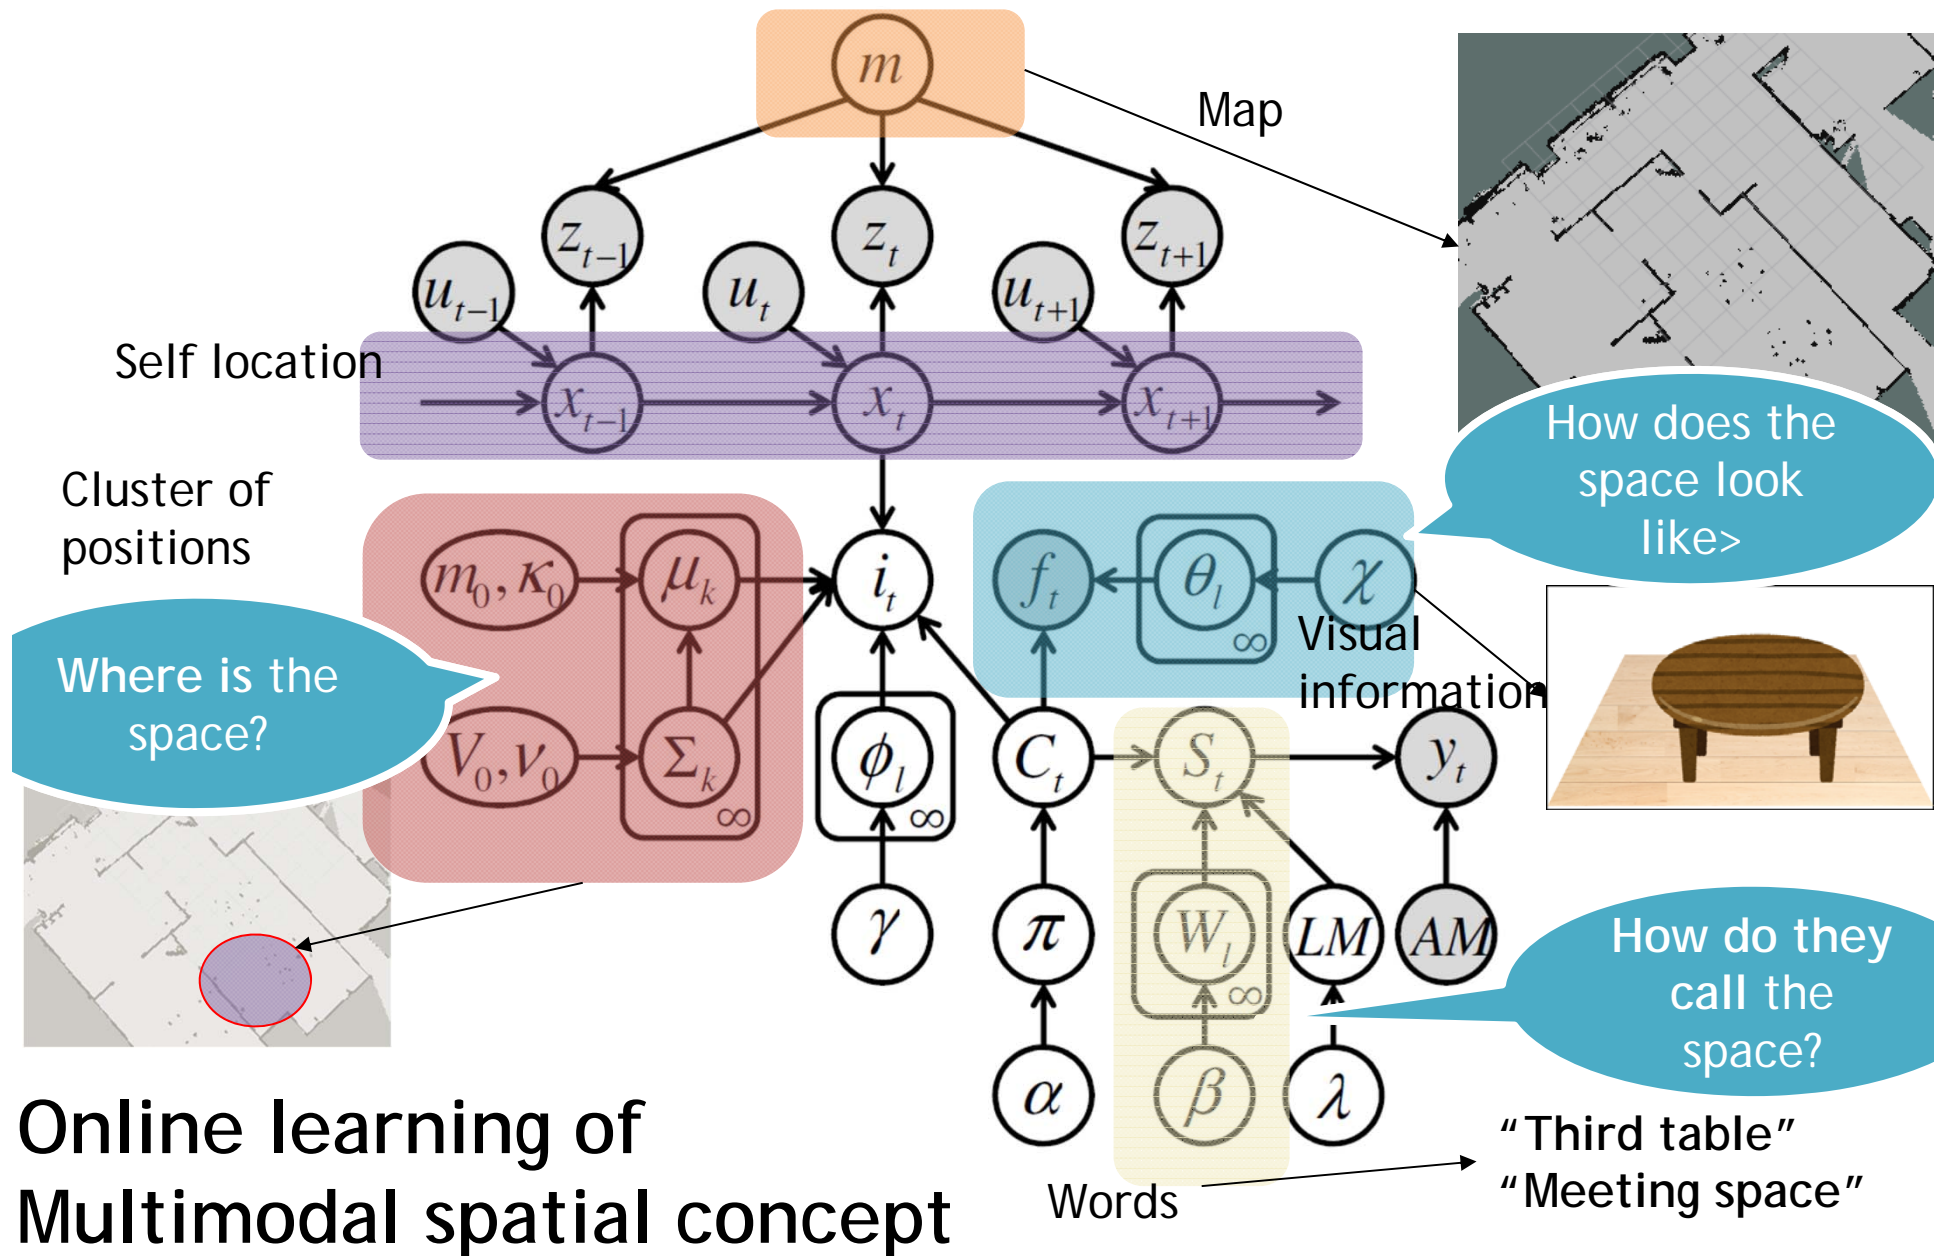 m
Map
z_{t-1}
z_t
z_{t+1}
u_{t-1}
u_t
u_{t+1}
Self location
x_{t-1}
x_t
x_{t+1}
How does the
space look
like>
Cluster of
positions
m_0, κ_0
μ_k
i_t
f_t
θ_l
∞
χ
Visual
information
Where is the
space?
V_0, ν_0
Σ_k
∞
ϕ_l
∞
C_t
S_t
y_t
γ
π
W_l
∞
LM
AM
How do they
call the
space?
α
β
λ
Online learning of
Multimodal spatial concept
Words
“Third table”
“Meeting space”